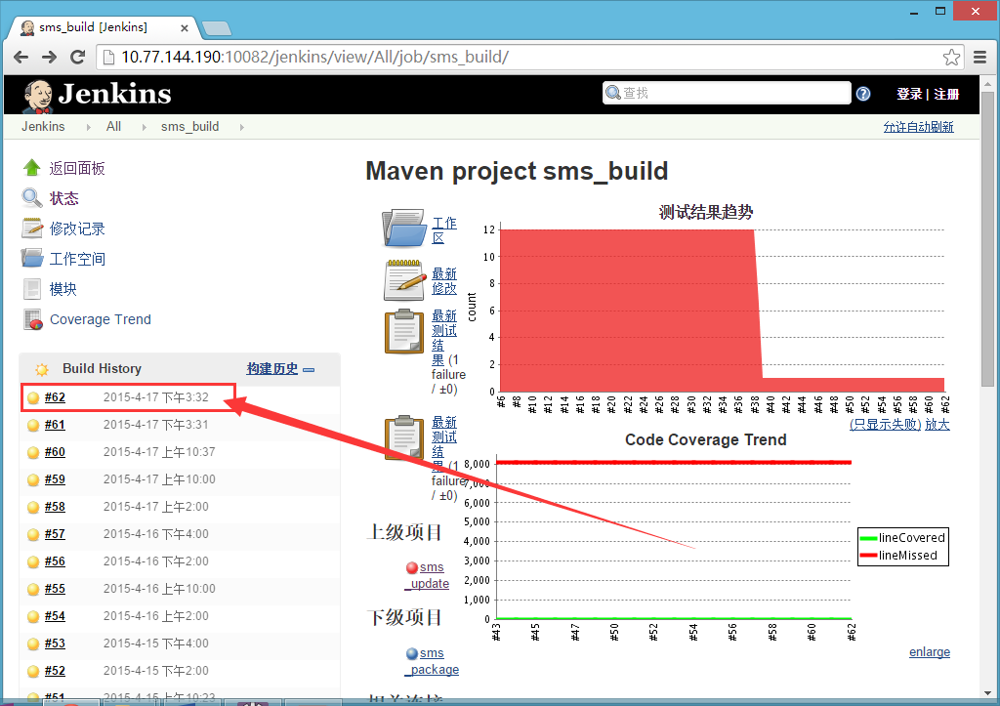 sms_build [Jenkins]
10.77.144.190:10082/jenkins/view/All/job/sms_build/
Jenkins
查找
登录 | 注册
Jenkins
All
sms_build
允许自动刷新
返回面板
状态
修改记录
工作空间
模块
Coverage Trend
Build History
构建历史
#62 2015-4-17 下午3:32
#61 2015-4-17 下午3:31
#60 2015-4-17 上午10:37
#59 2015-4-17 上午10:00
#58 2015-4-17 上午2:00
#57 2015-4-16 下午4:00
#56 2015-4-16 下午2:00
#55 2015-4-16 上午10:00
#54 2015-4-16 上午2:00
#53 2015-4-15 下午4:00
#52 2015-4-15 下午2:00
#51 2015-4-15 上午10:23
Maven project sms_build
工作
区
最新
修改
最新
测试
结
果 (1
failure
/ ±0)
最新
测试
结
果 (1
failure
/ ±0)
上级项目
sms
_update
下级项目
sms
_package
相关连接
测试结果趋势
count
12
10
8
6
4
2
0
#6 #8 #10 #12 #14 #16 #18 #20 #22 #24 #26 #28 #30 #32 #34 #36 #38 #40 #42 #44 #46 #48 #50 #52 #54 #56 #58 #60 #62
(只显示失败) 放大
Code Coverage Trend
8,000
7,000
6,000
5,000
4,000
3,000
2,000
1,000
0
#43 #45 #47 #50 #52 #54 #56 #58 #60 #62
lineCovered
lineMissed
enlarge